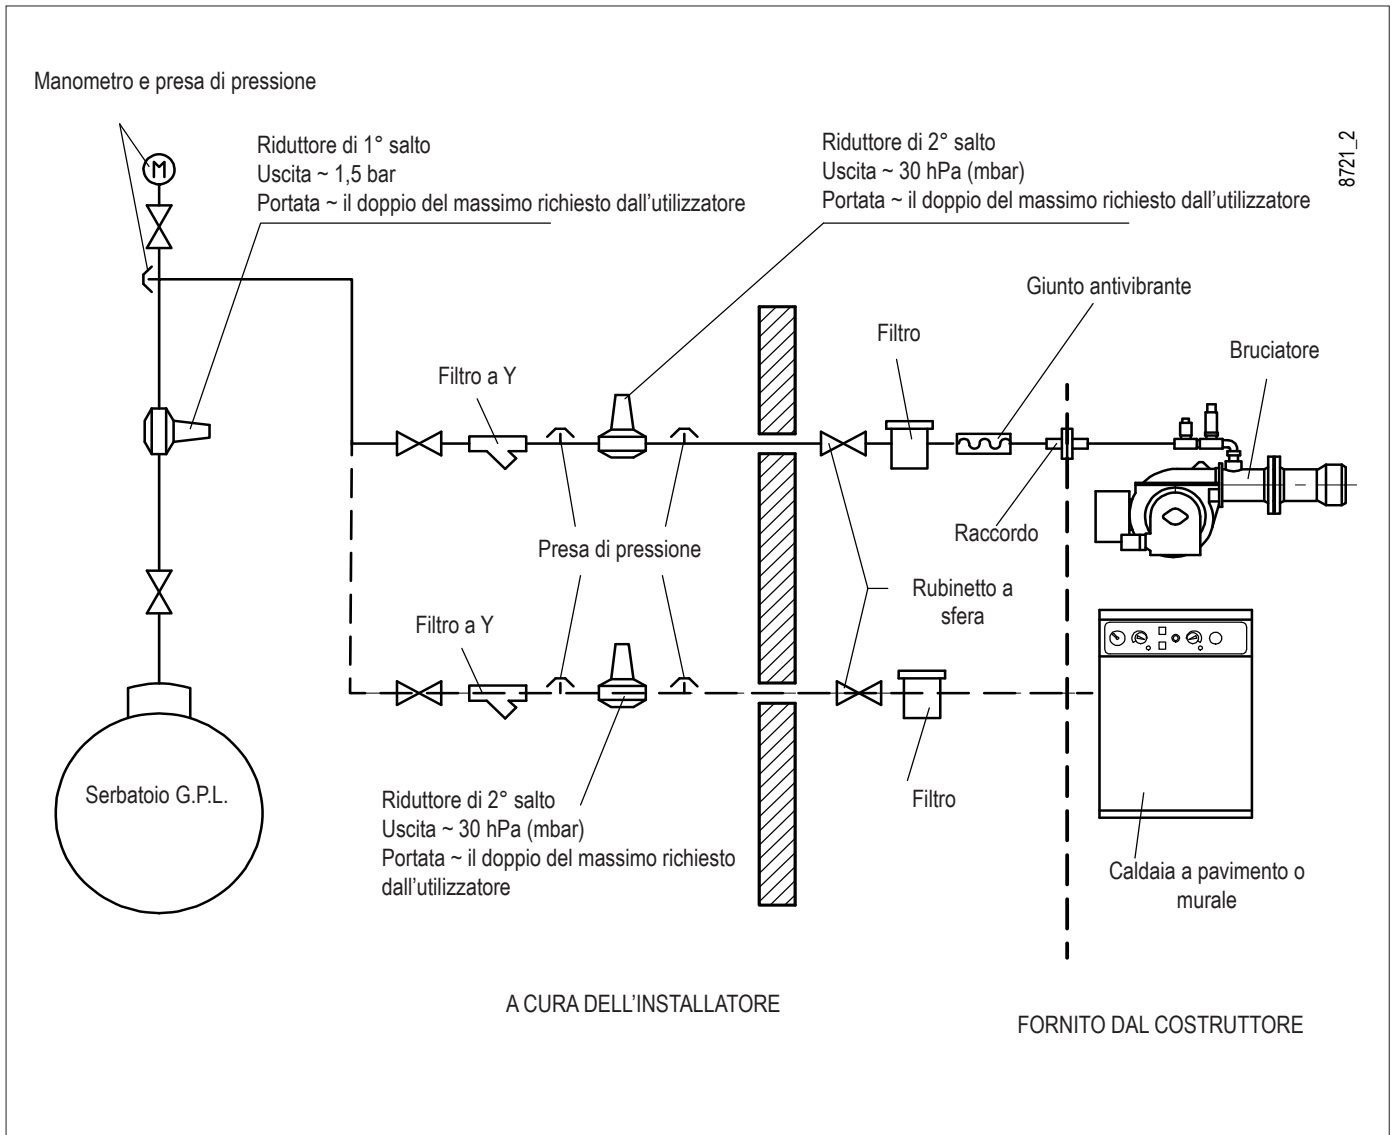 Manometro e presa di pressione
M
Riduttore di 1° salto
Uscita ~ 1,5 bar
Portata ~ il doppio del massimo richiesto dall'utilizzatore
Riduttore di 2° salto
Uscita ~ 30 hPa (mbar)
Portata ~ il doppio del massimo richiesto dall'utilizzatore
8721_2
Giunto antivibrante
Filtro
Bruciatore
Filtro a Y
Raccordo
Presa di pressione
Rubinetto a
sfera
Filtro a Y
Serbatoio G.P.L.
Riduttore di 2° salto
Uscita ~ 30 hPa (mbar)
Portata ~ il doppio del massimo richiesto
dall'utilizzatore
Filtro
Caldaia a pavimento o
murale
A CURA DELL'INSTALLATORE
FORNITO DAL COSTRUTTORE